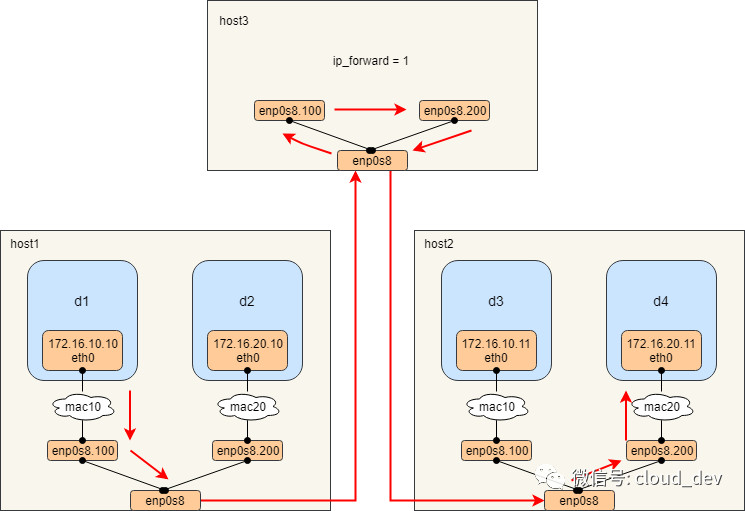 host3
ip_forward = 1
enp0s8.100
enp0s8.200
enp0s8
host1
host2
d1
d2
d3
d4
172.16.10.10
eth0
172.16.20.10
eth0
172.16.10.11
eth0
172.16.20.11
eth0
mac10
mac20
mac10
mac20
enp0s8.100
enp0s8.200
enp0s8.100
enp0s8.200
微信号: cloud_dev
enp0s8
enp0s8